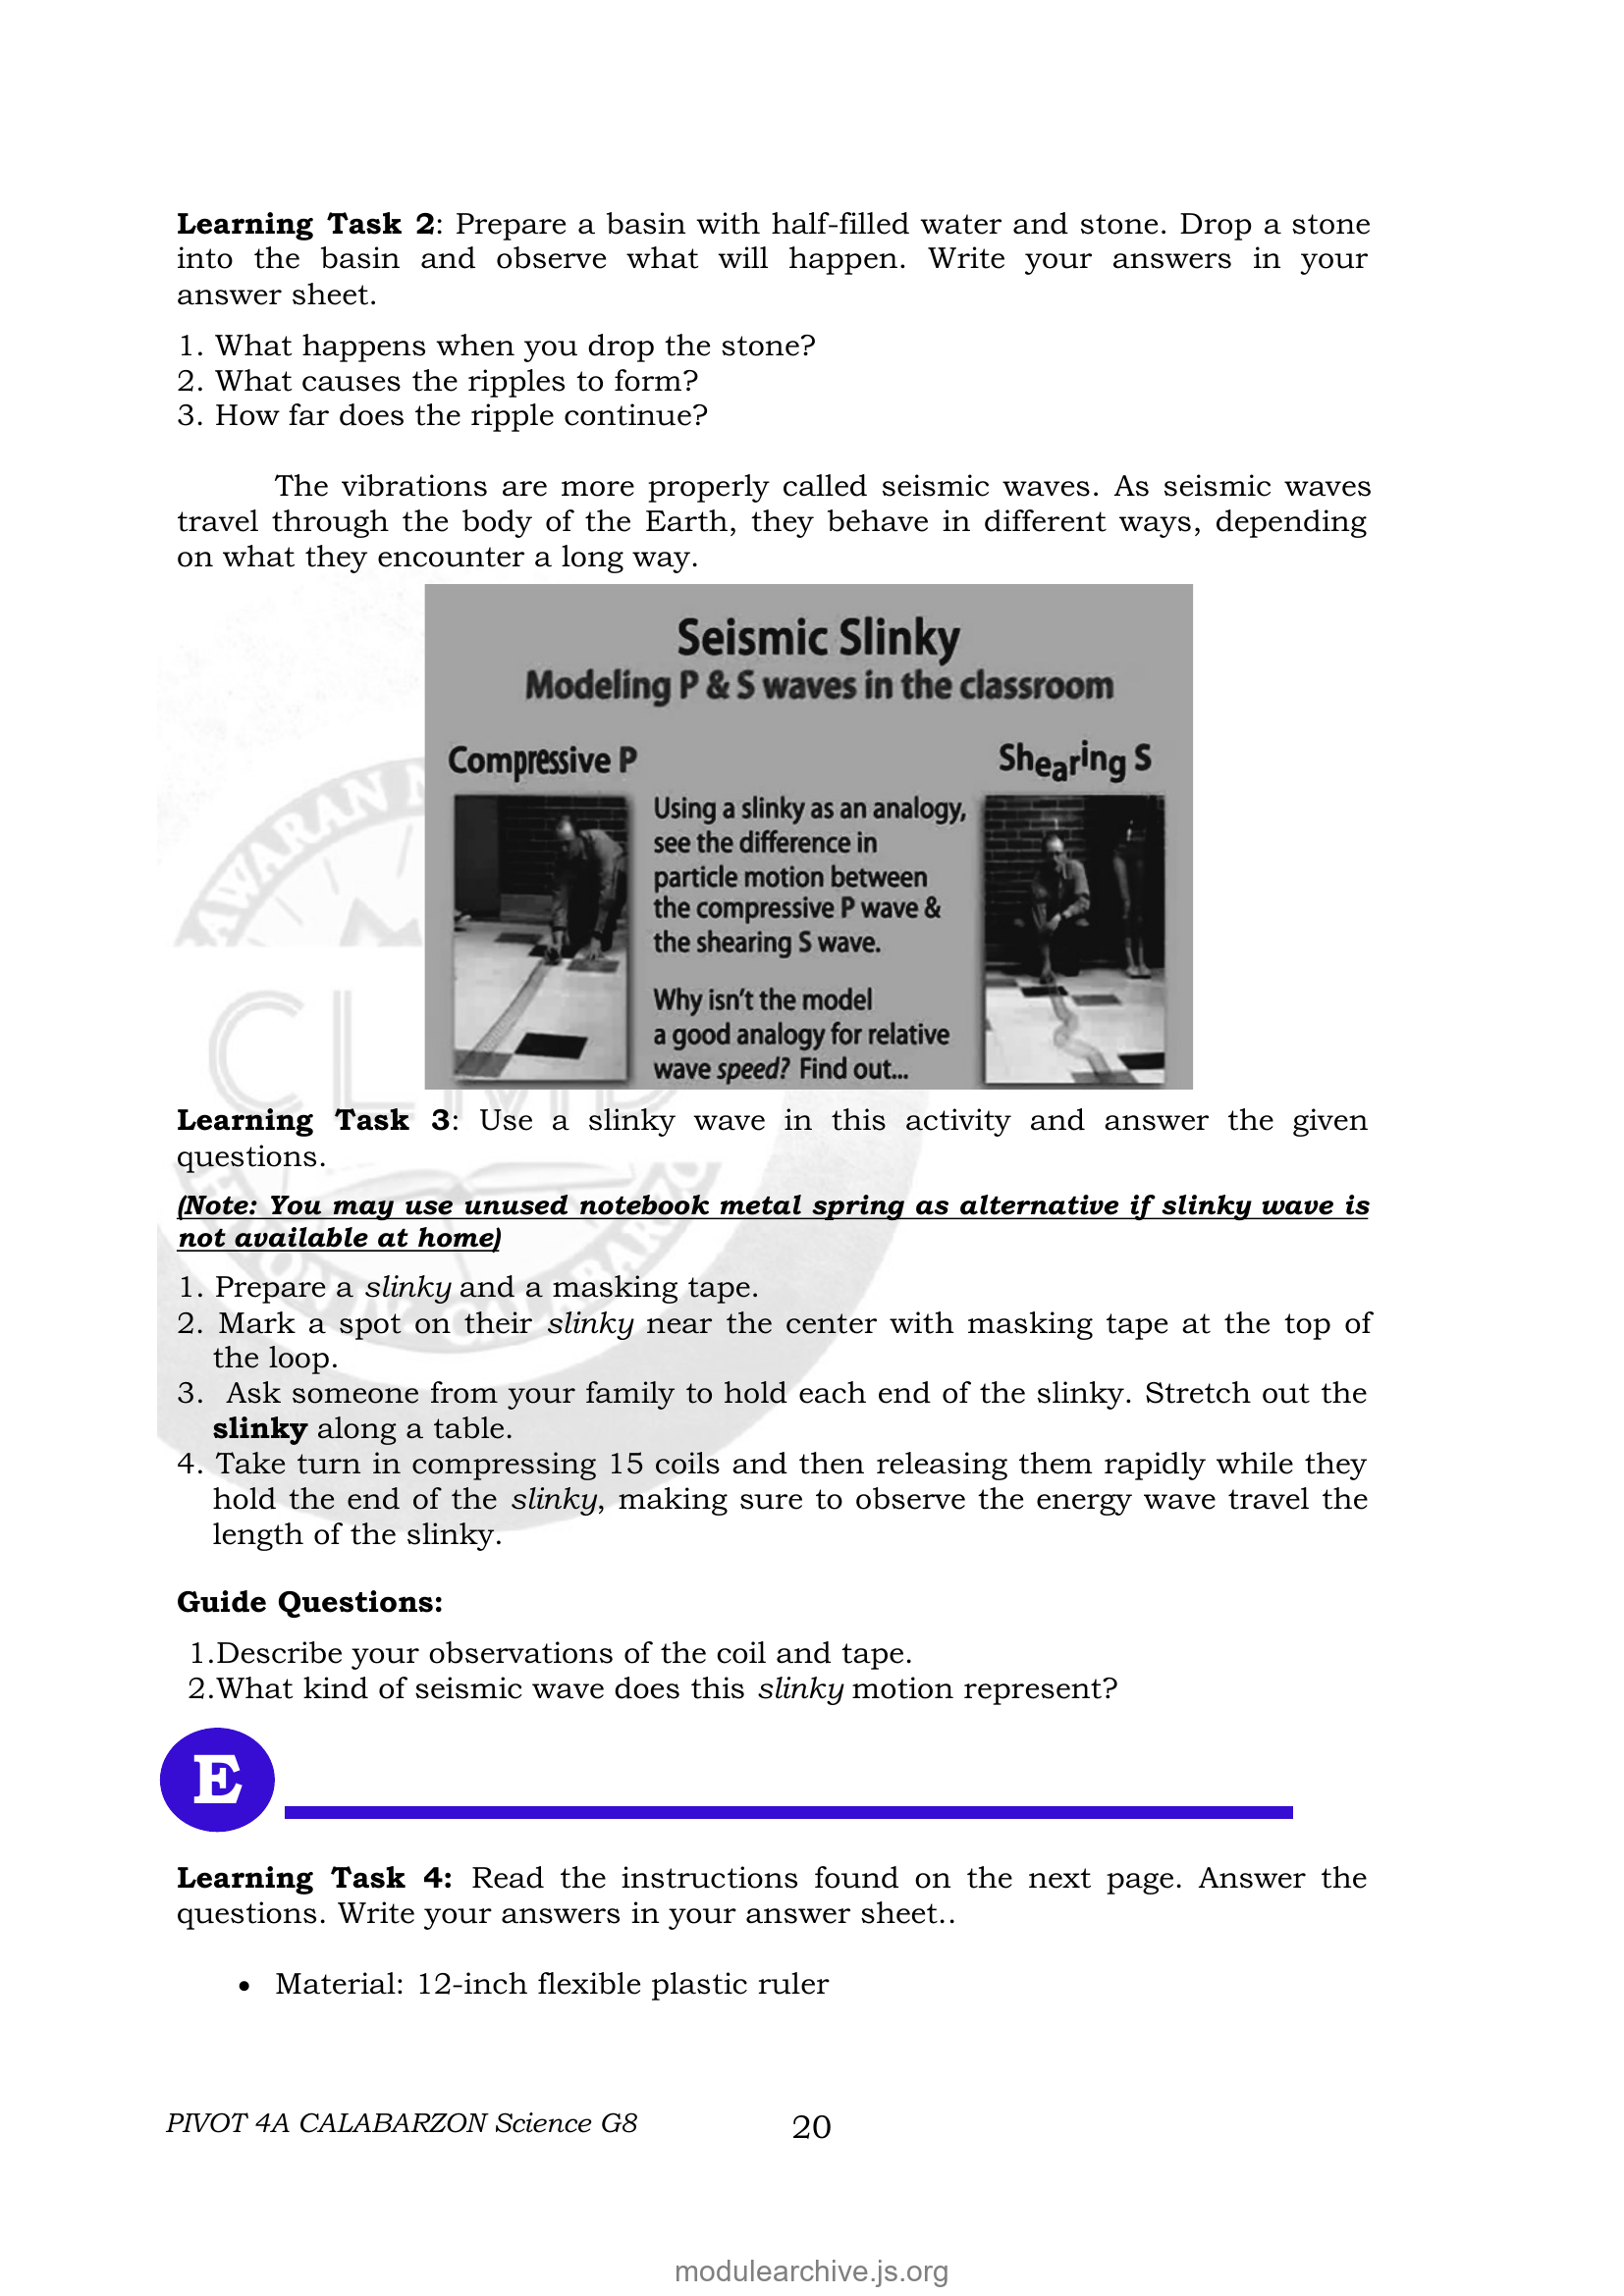 Learning Task 2: Prepare a basin with half-filled water and stone. Drop a stone
into the basin and observe what will happen. Write your answers in your
answer sheet.
1. What happens when you drop the stone?
2. What causes the ripples to form?
3. How far does the ripple continue?
The vibrations are more properly called seismic waves. As seismic waves
travel through the body of the Earth, they behave in different ways, depending
on what they encounter a long way.
Seismic Slinky
Modeling P & S waves in the classroom
Compressive P
Shearing S
Using a slinky as an analogy,
see the difference in
particle motion between
the compressive P wave &
the shearing S wave.
Why isn't the model
a good analogy for relative
wave speed? Find out...
Learning Task 3: Use a slinky wave in this activity and answer the given
questions.
(Note: You may use unused notebook metal spring as alternative if slinky wave is
not available at home)
1. Prepare a slinky and a masking tape.
2. Mark a spot on their slinky near the center with masking tape at the top of
the loop.
3. Ask someone from your family to hold each end of the slinky. Stretch out the
slinky along a table.
4. Take turn in compressing 15 coils and then releasing them rapidly while they
hold the end of the slinky, making sure to observe the energy wave travel the
length of the slinky.
Guide Questions:
1.Describe your observations of the coil and tape.
2.What kind of seismic wave does this slinky motion represent?
E
Learning Task 4: Read the instructions found on the next page. Answer the
questions. Write your answers in your answer sheet..
• Material: 12-inch flexible plastic ruler
PIVOT 4A CALABARZON Science G8
20
modulearchive.js.org